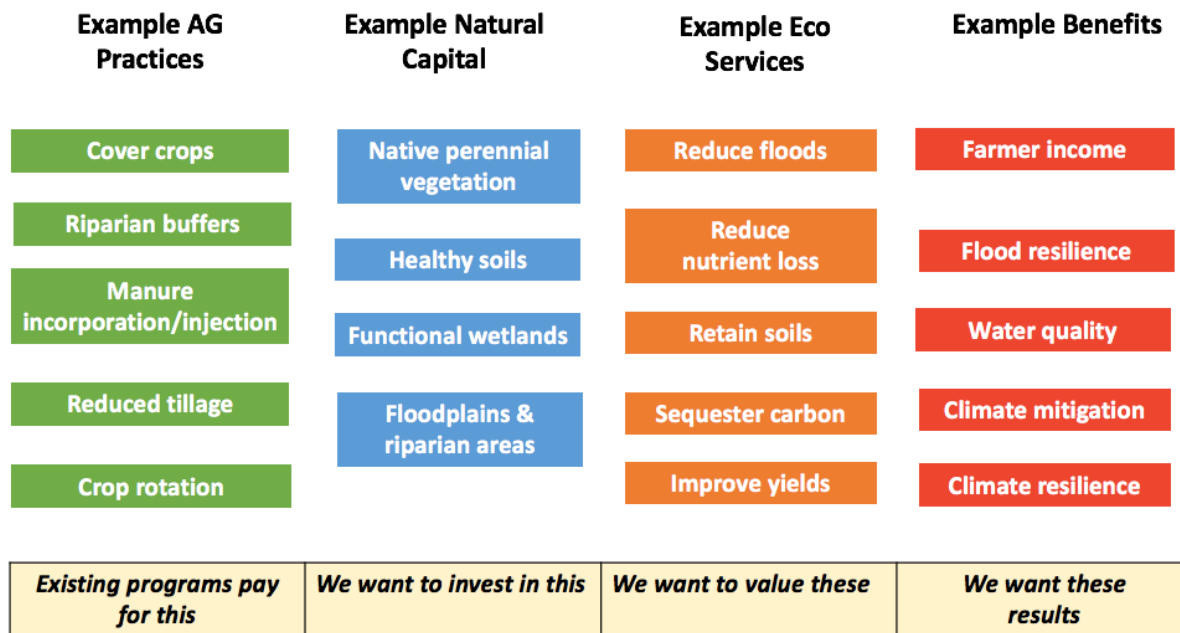 Example AG
Practices
Example Natural
Capital
Example Eco
Services
Example Benefits
Cover crops
Riparian buffers
Manure
incorporation/injection
Reduced tillage
Crop rotation
Native perennial
vegetation
Healthy soils
Functional wetlands
Floodplains &
riparian areas
Reduce floods
Reduce
nutrient loss
Retain soils
Sequester carbon
Improve yields
Farmer income
Flood resilience
Water quality
Climate mitigation
Climate resilience
Existing programs pay
for this
We want to invest in this
We want to value these
We want these
results